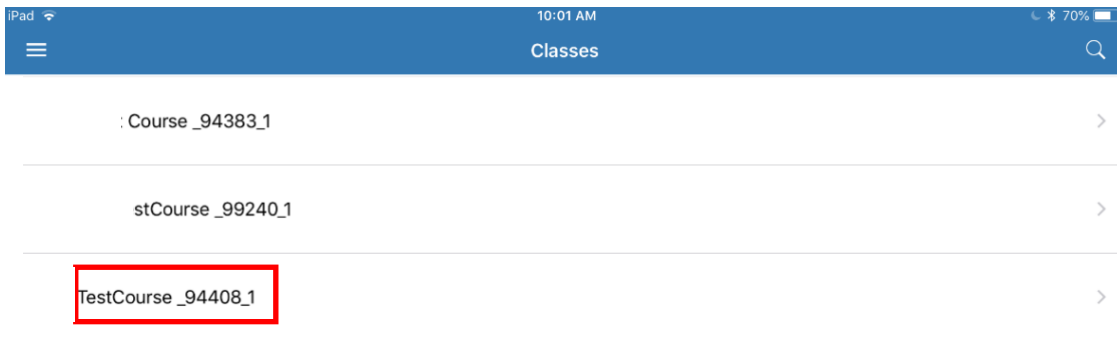 iPad 10:01 AM 70%
Classes
: Course _94383_1
stCourse _99240_1
TestCourse _94408_1